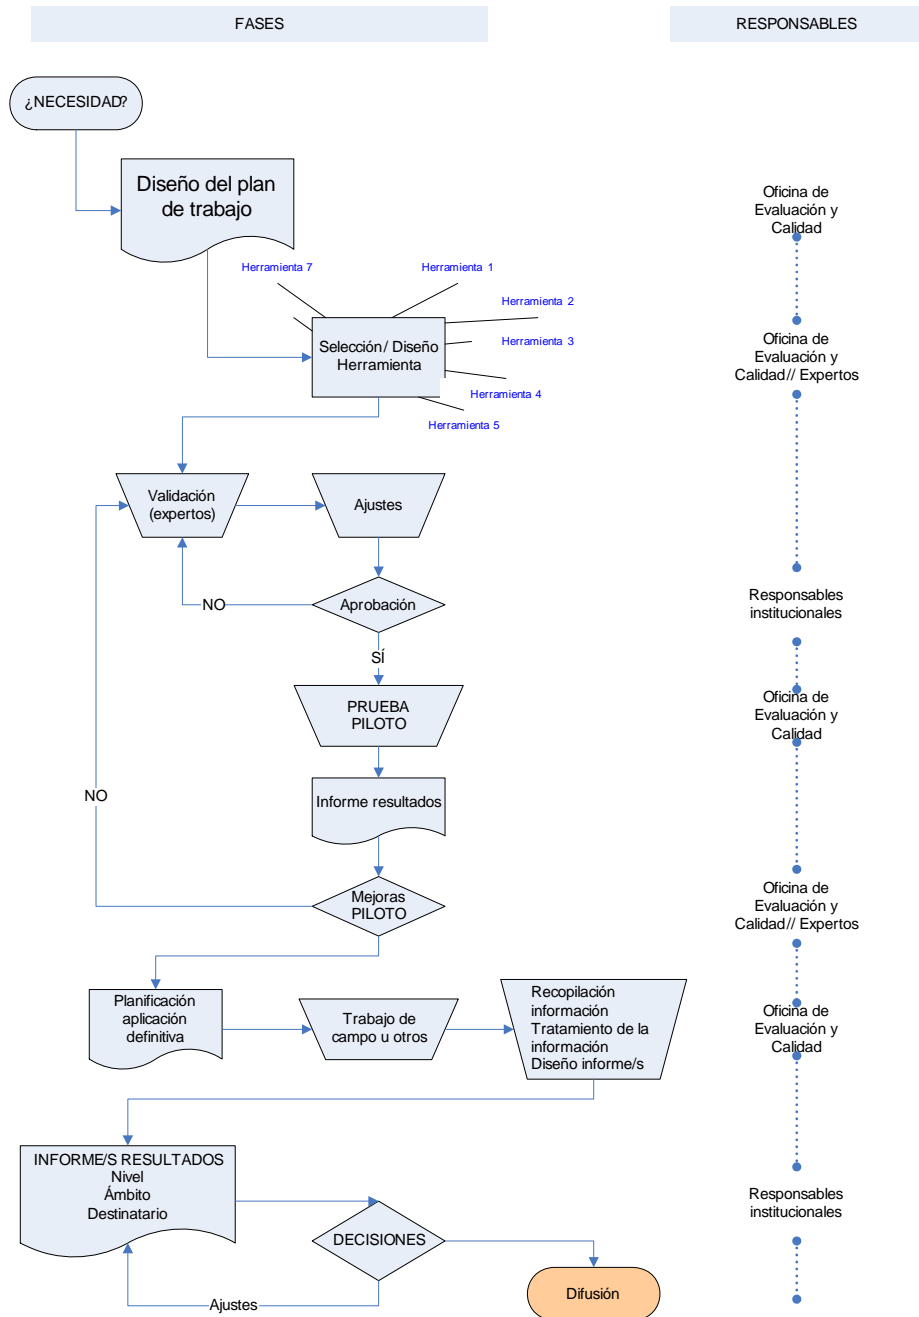 FASES
RESPONSABLES
¿NECESIDAD?
Diseño del plan
de trabajo
Oficina de
Evaluación y
Calidad
Herramienta 7
Herramienta 1
Herramienta 2
Herramienta 3
Herramienta 4
Herramienta 5
Selección/ Diseño
Herramienta
Oficina de
Evaluación y
Calidad// Expertos
Validación
(expertos)
Ajustes
Aprobación
NO
SÍ
Responsables
institucionales
PRUEBA
PILOTO
Oficina de
Evaluación y
Calidad
Informe resultados
NO
Mejoras
PILOTO
Oficina de
Evaluación y
Calidad// Expertos
Planificación
aplicación
definitiva
Trabajo de
campo u otros
Recopilación
información
Tratamiento de la
información
Diseño informe/s
Oficina de
Evaluación y
Calidad
INFORME/S RESULTADOS
Nivel
Ámbito
Destinatario
DECISIONES
Responsables
institucionales
Ajustes
Difusión